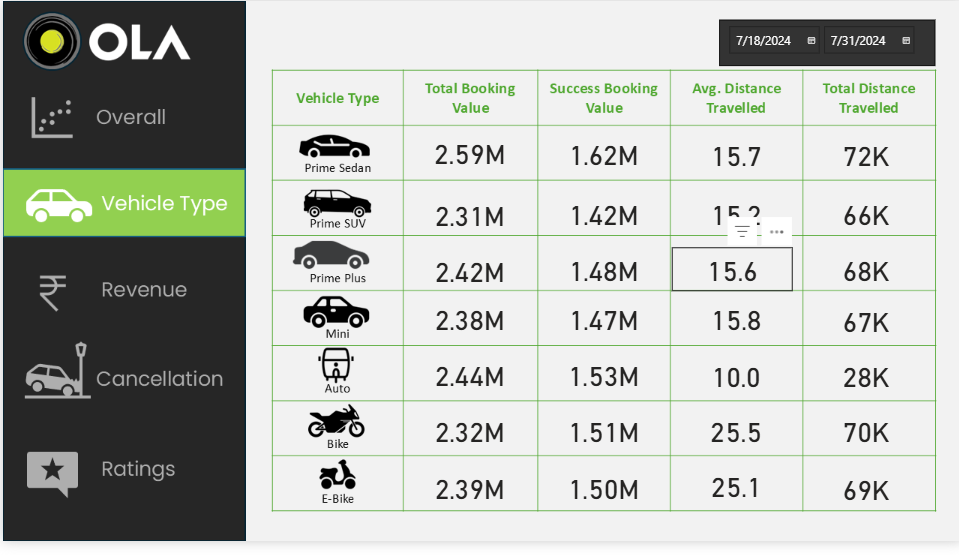 OLA
7/18/2024 7/31/2024
Overall
Vehicle Type
Revenue
Cancellation
Ratings
Vehicle Type Total Booking Value Success Booking Value Avg. Distance Travelled Total Distance Travelled
Prime Sedan 2.59M 1.62M 15.7 72K
Prime SUV 2.31M 1.42M 15.2 66K
Prime Plus 2.42M 1.48M 15.6 68K
Mini 2.38M 1.47M 15.8 67K
Auto 2.44M 1.53M 10.0 28K
Bike 2.32M 1.51M 25.5 70K
E-Bike 2.39M 1.50M 25.1 69K